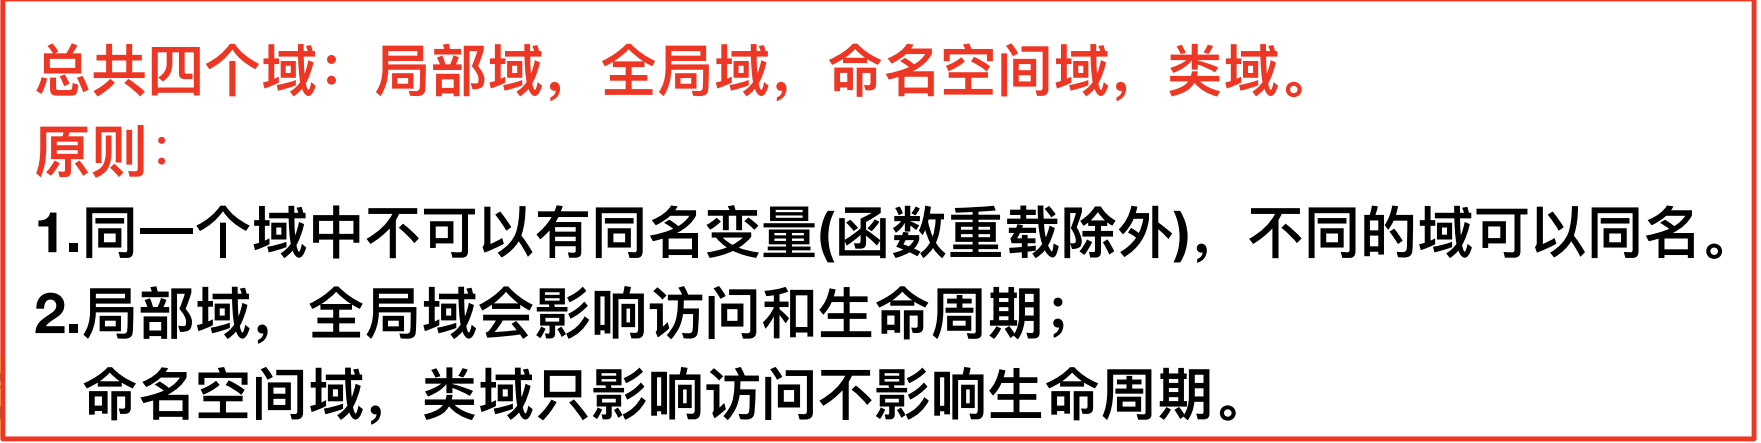 总共四个域：局部域，全局域，命名空间域，类域。
原则：
1.同一个域中不可以有同名变量(函数重载除外)，不同的域可以同名。
2.局部域，全局域会影响访问和生命周期；
命名空间域，类域只影响访问不影响生命周期。